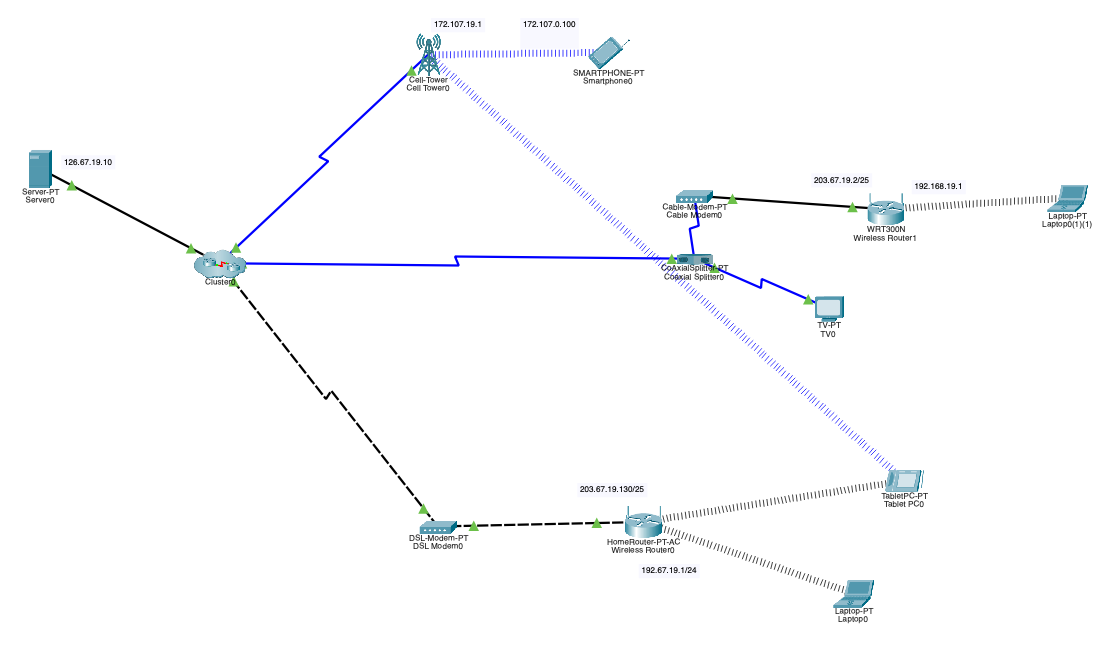 172.107.19.1
172.107.0.100
Cell-Tower
Cell Tower0
SMARTPHONE-PT
Smartphone0
126.67.19.10
Server-PT
Server0
203.67.19.2/25
192.168.19.1
Cable-Modem-PT
Cable Modem0
WRT300N
Wireless Router1
Laptop-PT
Laptop0(1)(1)
Cluster0
CoAxialSplitter-PT
Coaxial Splitter0
TV-PT
TV0
203.67.19.130/25
TabletPC-PT
Tablet PC0
DSL-Modem-PT
DSL Modem0
HomeRouter-PT-AC
Wireless Router0
192.67.19.1/24
Laptop-PT
Laptop0